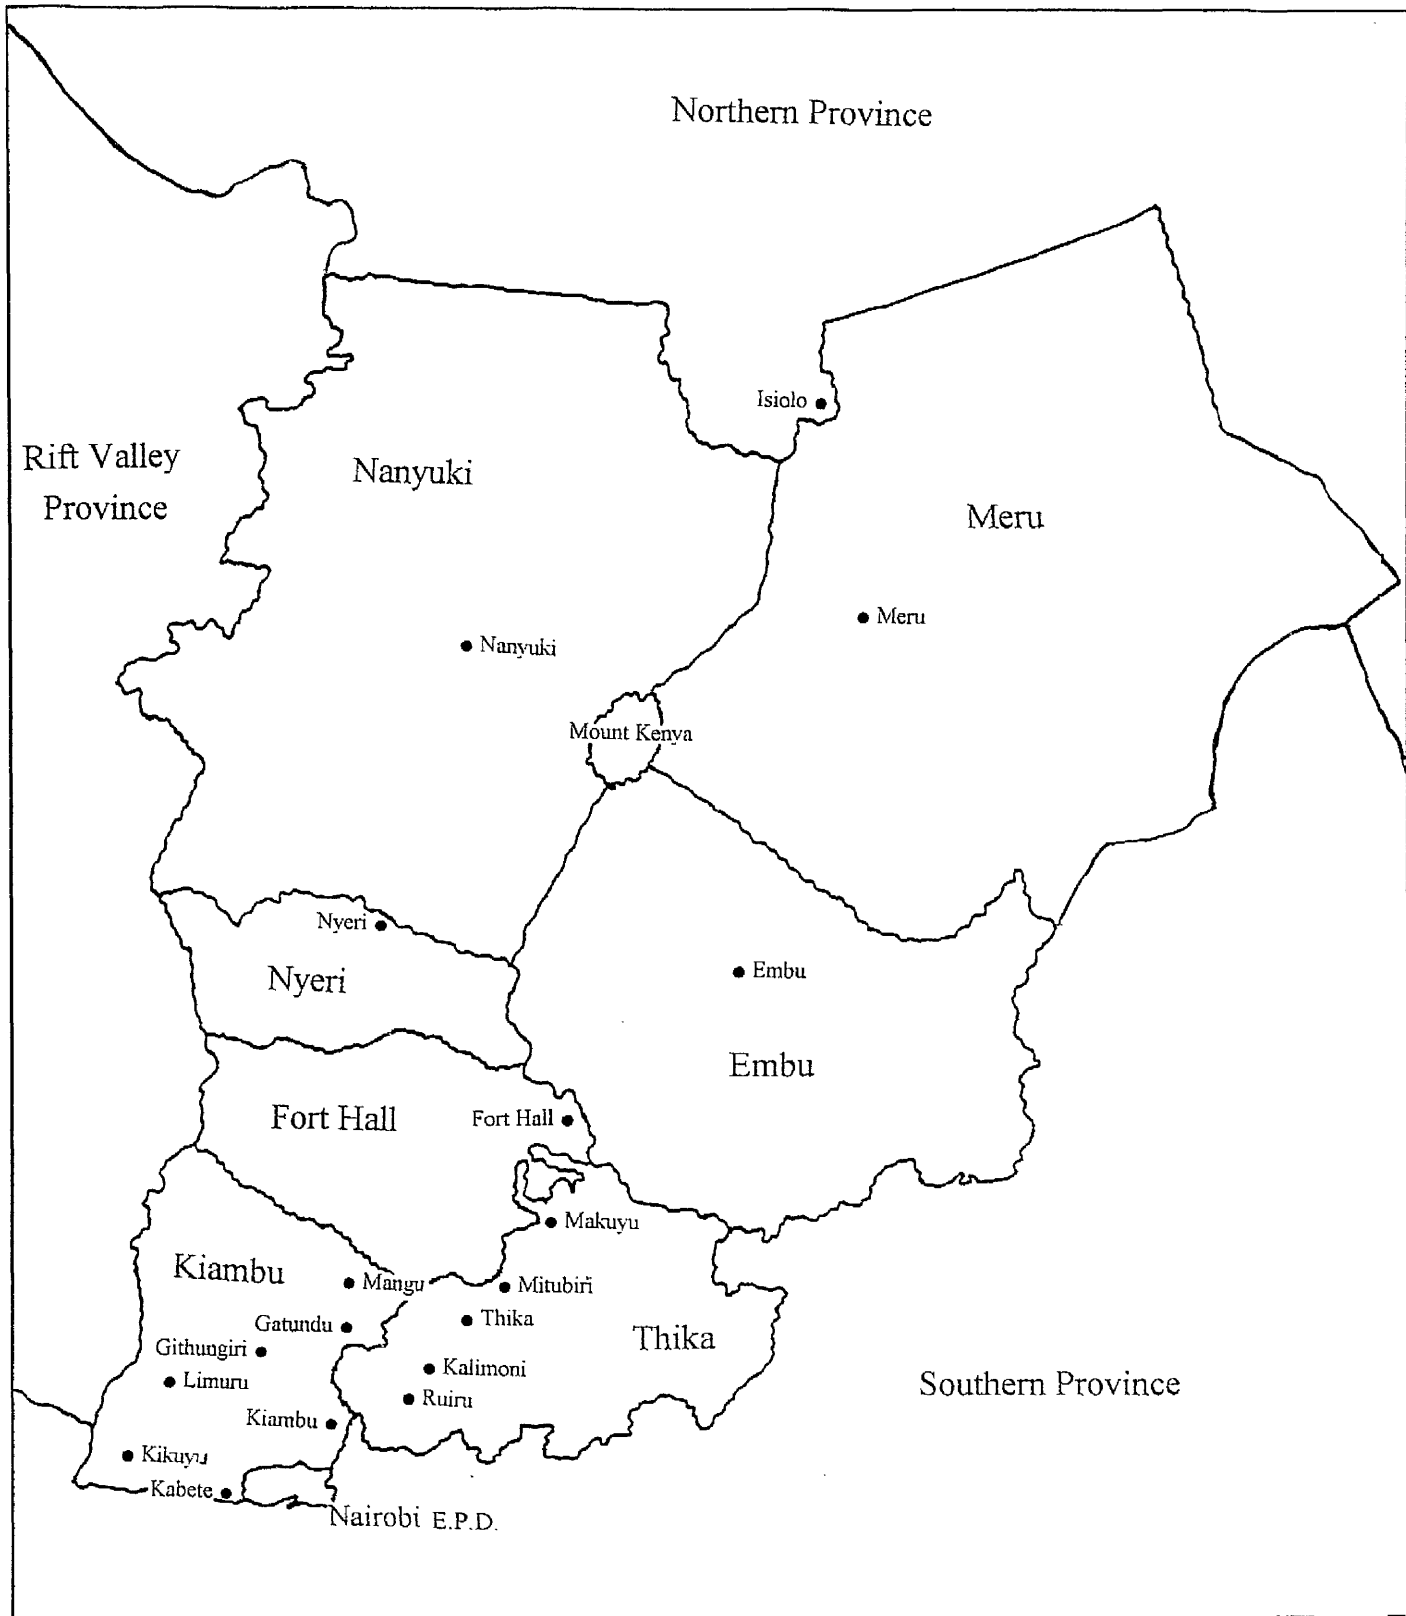 Northern Province
Isiolo
Rift Valley
Province
Nanyuki
Meru
Meru
Nanyuki
Mount Kenya
Nyeri
Nyeri
Embu
Embu
Fort Hall
Fort Hall
Makuyu
Kiambu
Mangu
Mitubiri
Gatundu
Thika
Thika
Githungiri
Kalimoni
Limuru
Ruiru
Southern Province
Kiambu
Kikuyu
Kabete
Nairobi E.P.D.